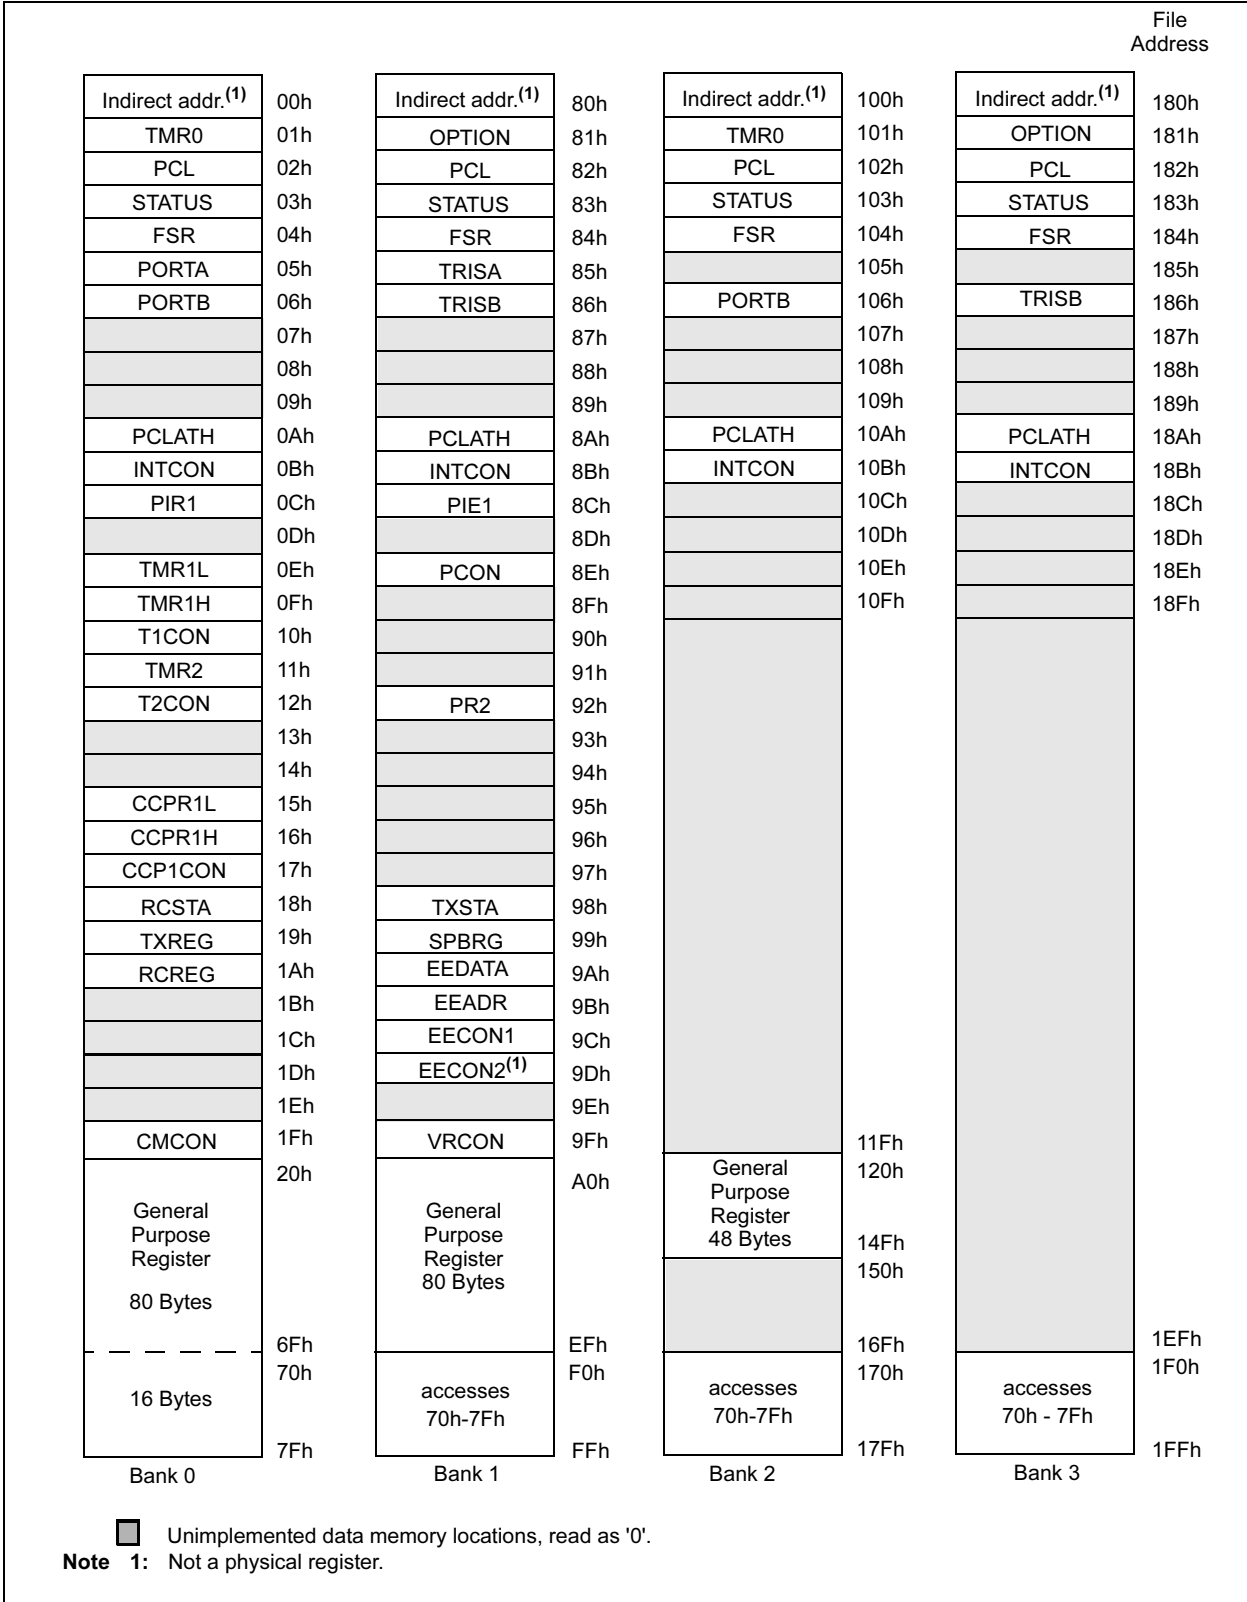 File
Address
Indirect addr.(1) 00h Indirect addr.(1) 80h Indirect addr.(1) 100h Indirect addr.(1) 180h
TMR0 01h OPTION 81h TMR0 101h OPTION 181h
PCL 02h PCL 82h PCL 102h PCL 182h
STATUS 03h STATUS 83h STATUS 103h STATUS 183h
FSR 04h FSR 84h FSR 104h FSR 184h
PORTA 05h TRISA 85h 105h 185h
PORTB 06h TRISB 86h PORTB 106h TRISB 186h
07h 87h 107h 187h
08h 88h 108h 188h
09h 89h 109h 189h
PCLATH 0Ah PCLATH 8Ah PCLATH 10Ah PCLATH 18Ah
INTCON 0Bh INTCON 8Bh INTCON 10Bh INTCON 18Bh
PIR1 0Ch PIE1 8Ch 10Ch 18Ch
0Dh 8Dh 10Dh 18Dh
TMR1L 0Eh PCON 8Eh 10Eh 18Eh
TMR1H 0Fh 8Fh 10Fh 18Fh
T1CON 10h 90h
TMR2 11h 91h
T2CON 12h PR2 92h
13h 93h
14h 94h
CCPR1L 15h 95h
CCPR1H 16h 96h
CCP1CON 17h 97h
RCSTA 18h TXSTA 98h
TXREG 19h SPBRG 99h
RCREG 1Ah EEDATA 9Ah
1Bh EEADR 9Bh
1Ch EECON1 9Ch
1Dh EECON2(1) 9Dh
1Eh 9Eh
CMCON 1Fh VRCON 9Fh 11Fh
20h A0h General 120h
General General Purpose
Purpose Purpose Register
Register Register 48 Bytes 14Fh
80 Bytes 80 Bytes 150h
6Fh EFh 16Fh 1EFh
70h F0h 170h 1F0h
16 Bytes accesses accesses accesses
70h-7Fh 70h-7Fh 70h - 7Fh
7Fh FFh 17Fh 1FFh
Bank 0 Bank 1 Bank 2 Bank 3
Unimplemented data memory locations, read as '0'.
Note 1: Not a physical register.